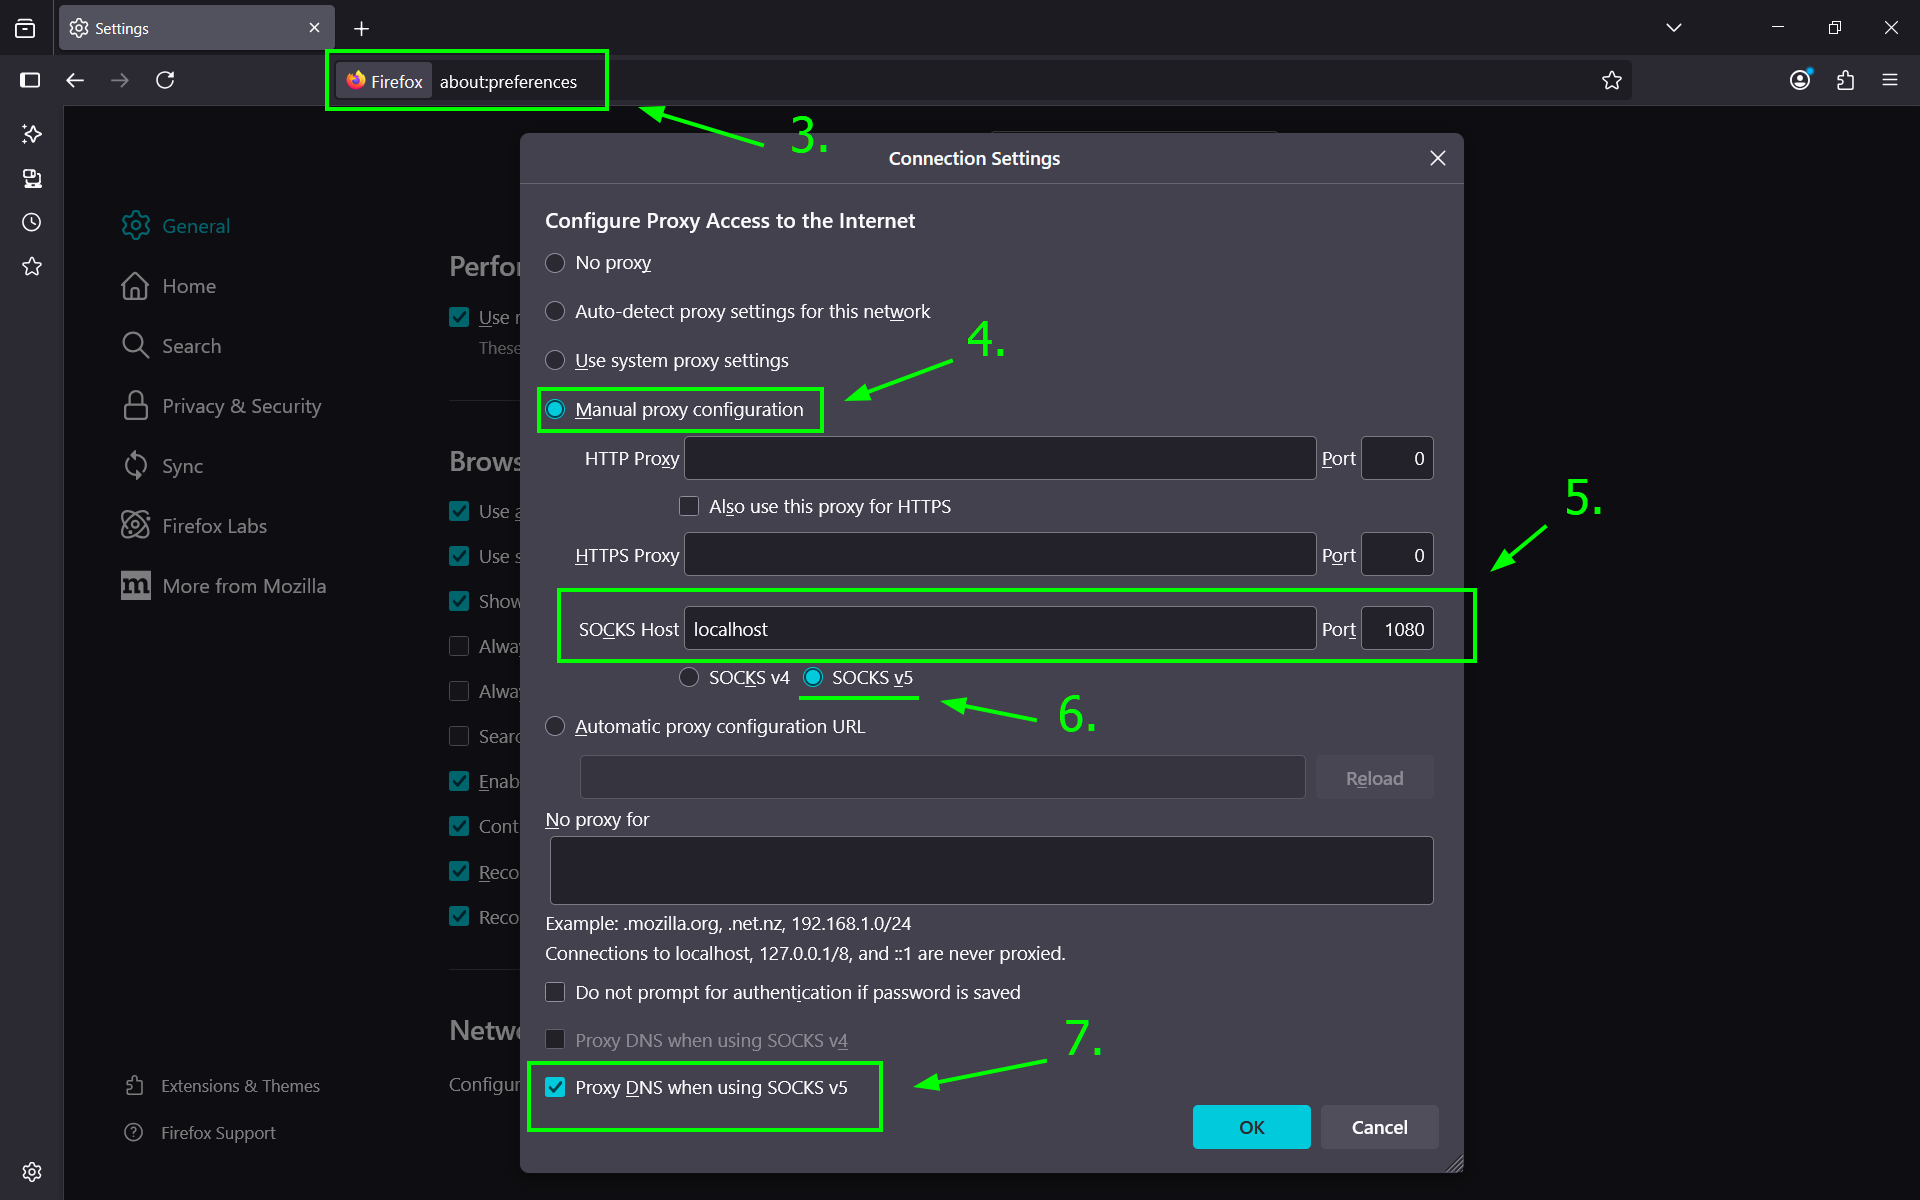 Settings
Firefox about:preferences
3.
Connection Settings
Configure Proxy Access to the Internet
No proxy
Auto-detect proxy settings for this network
4.
Use system proxy settings
Manual proxy configuration
HTTP Proxy Port 0
Also use this proxy for HTTPS
5.
HTTPS Proxy Port 0
SOCKS Host localhost Port 1080
SOCKS v4 SOCKS v5
6.
Automatic proxy configuration URL
Reload
No proxy for
Example: .mozilla.org, .net.nz, 192.168.1.0/24
Connections to localhost, 127.0.0.1/8, and ::1 are never proxied.
Do not prompt for authentication if password is saved
7.
Proxy DNS when using SOCKS v4
Proxy DNS when using SOCKS v5
OK Cancel
General
Home
Search
Privacy & Security
Sync
Firefox Labs
m More from Mozilla
Extensions & Themes
Firefox Support
Perfor
Use r
These
Brows
Use a
Use s
Show
Alway
Alway
Searc
Enab
Cont
Reco
Reco
Netwo
Configur